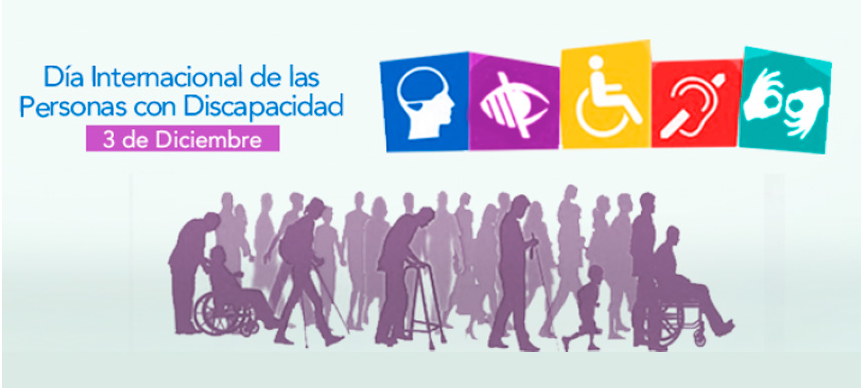 Día Internacional de las
Personas con Discapacidad
3 de Diciembre